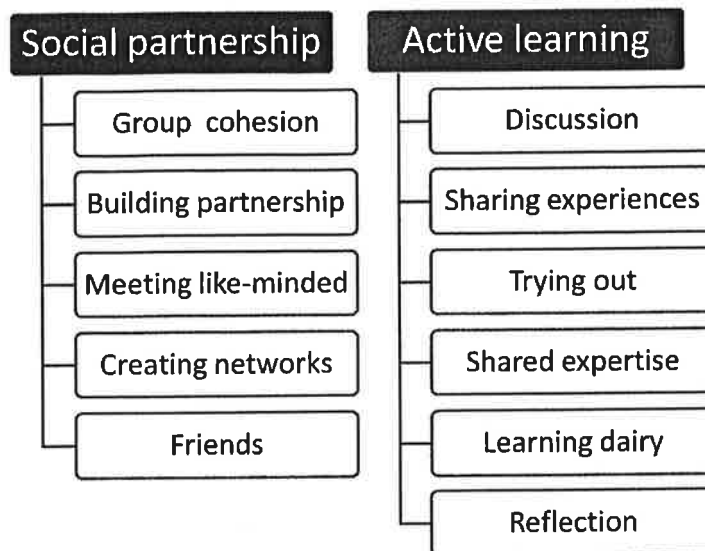 Social partnership
Group cohesion
Building partnership
Meeting like-minded
Creating networks
Friends
Active learning
Discussion
Sharing experiences
Trying out
Shared expertise
Learning dairy
Reflection